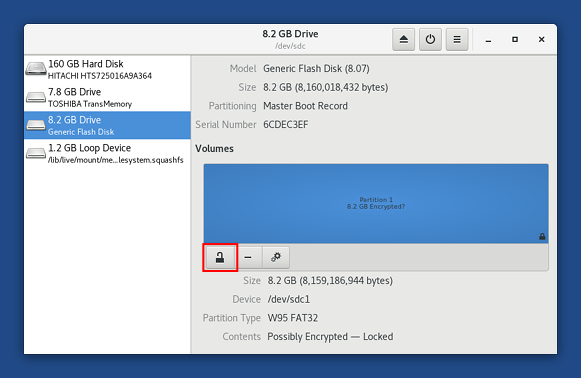 8.2 GB Drive
/dev/sdc
160 GB Hard Disk
HITACHI HTS725016A9A364
7.8 GB Drive
TOSHIBA TransMemory
8.2 GB Drive
Generic Flash Disk
1.2 GB Loop Device
/lib/live/mount/me...lesystem.squashfs
Model Generic Flash Disk (8.07)
Size 8.2 GB (8,160,018,432 bytes)
Partitioning Master Boot Record
Serial Number 6CDEC3EF
Volumes
Partition 1
8.2 GB Encrypted?
Size 8.2 GB (8,159,186,944 bytes)
Device /dev/sdc1
Partition Type W95 FAT32
Contents Possibly Encrypted — Locked